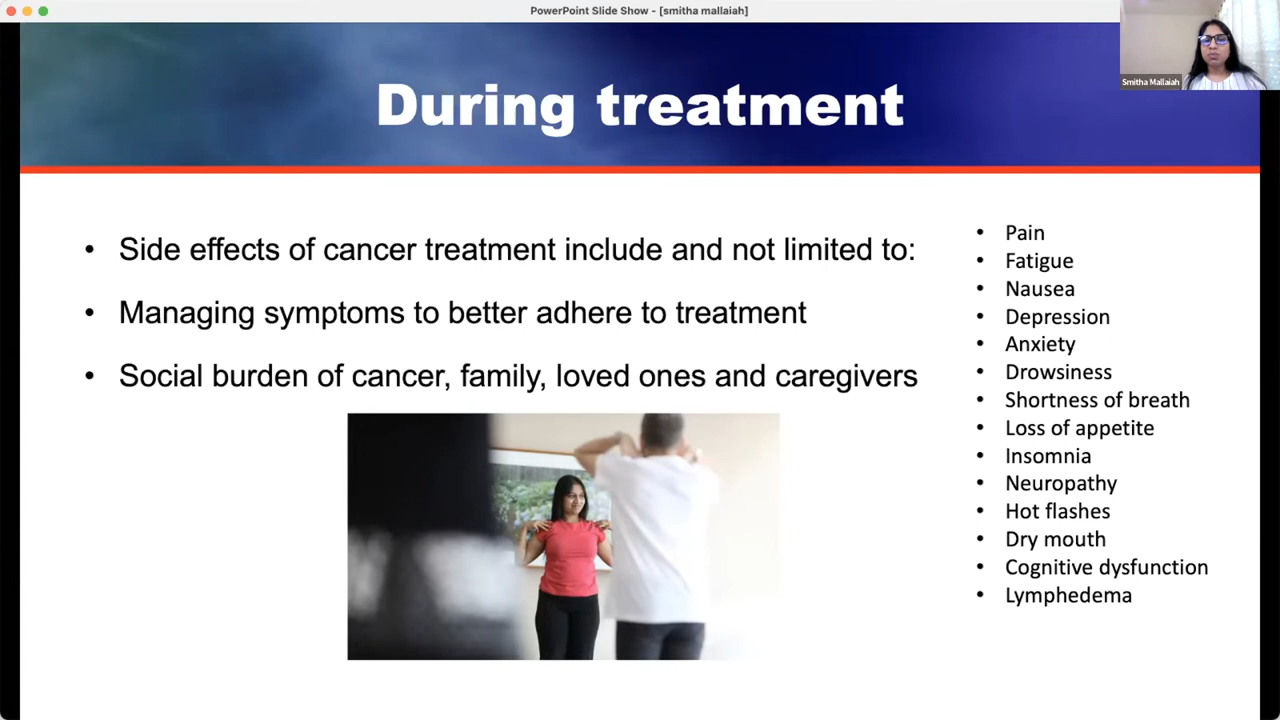 PowerPoint Slide Show - [smitha mallaiah]
Smitha Mallaiah
During treatment
• Side effects of cancer treatment include and not limited to:
• Managing symptoms to better adhere to treatment
• Social burden of cancer, family, loved ones and caregivers
• Pain
• Fatigue
• Nausea
• Depression
• Anxiety
• Drowsiness
• Shortness of breath
• Loss of appetite
• Insomnia
• Neuropathy
• Hot flashes
• Dry mouth
• Cognitive dysfunction
• Lymphedema